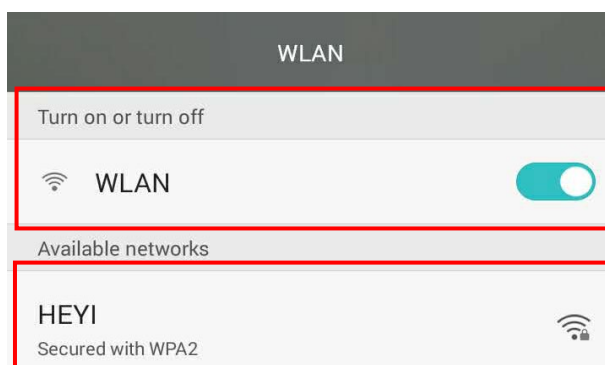 WLAN
Turn on or turn off
WLAN
Available networks
HEYI
Secured with WPA2